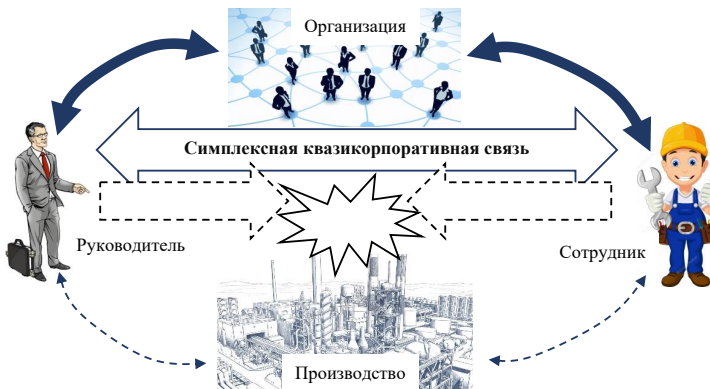 Организация
Симплексная квазикорпоративная связь
Руководитель
Сотрудник
Производство